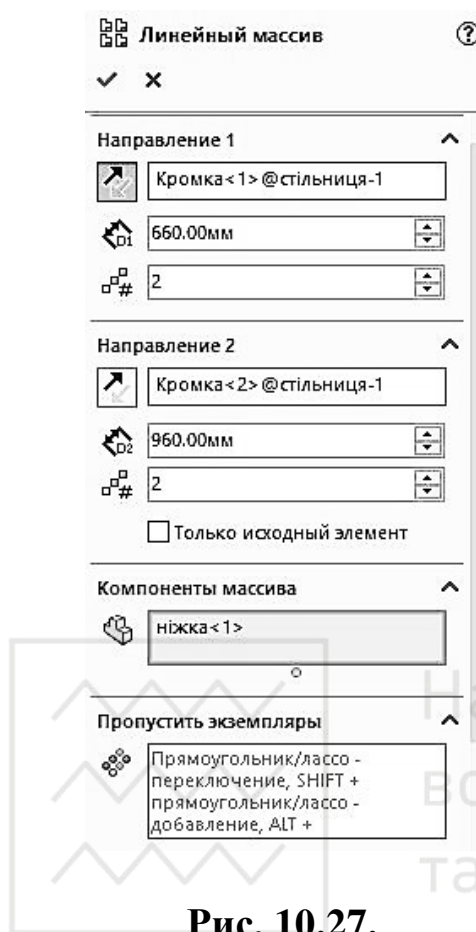 Линейный массив
Направление 1
Кромка<1>@стільниця-1
D1 660.00мм
# 2
Направление 2
Кромка<2>@стільниця-1
D2 960.00мм
# 2
Только исходный элемент
Компоненты массива
ніжка<1>
Пропустить экземпляры
Прямоугольник/лассо -
переключение, SHIFT +
прямоугольник/лассо -
добавление, ALT +
Рис. 10.27.